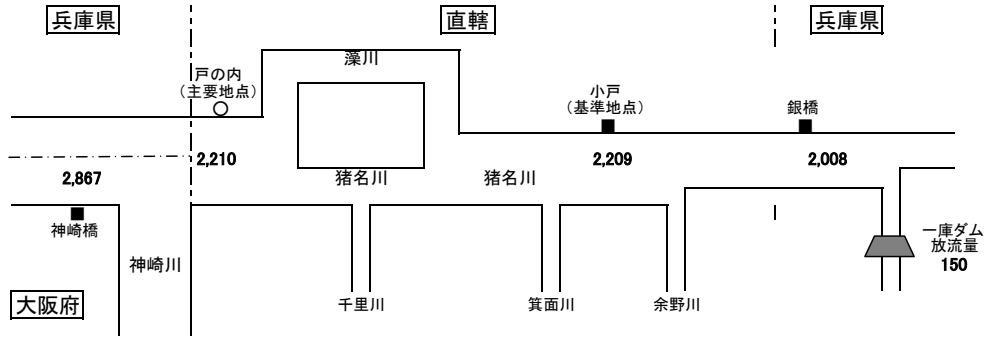 兵庫県
直轄
兵庫県
藻川
戸の内
(主要地点)
小戸
(基準地点)
銀橋
2,210
2,209
2,008
2,867
猪名川
猪名川
神崎橋
一庫ダム
放流量
150
神崎川
大阪府
千里川
箕面川
余野川